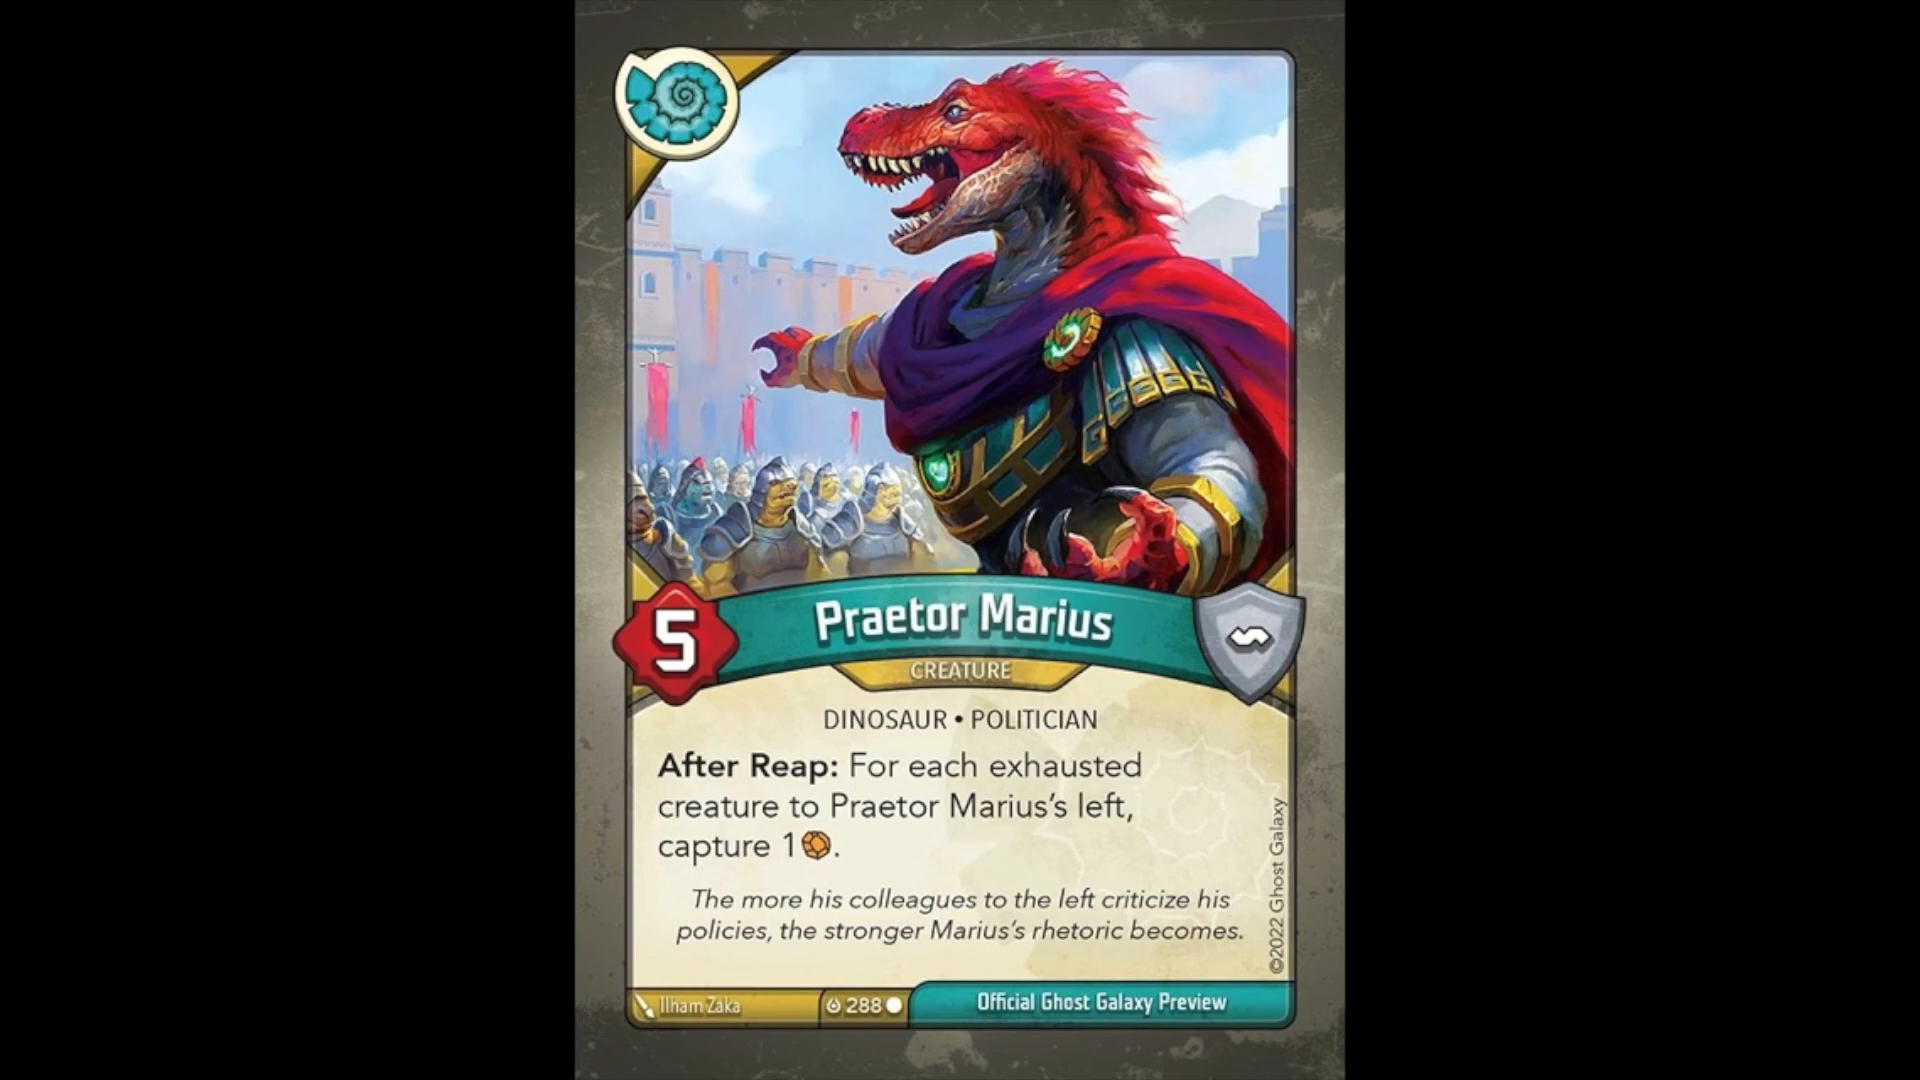 5
Praetor Marius
CREATURE
DINOSAUR • POLITICIAN
After Reap: For each exhausted
creature to Praetor Marius's left,
capture 1.
The more his colleagues to the left criticize his
policies, the stronger Marius's rhetoric becomes.
©2022 Ghost Galaxy
Ilham Zaka
288
Official Ghost Galaxy Preview